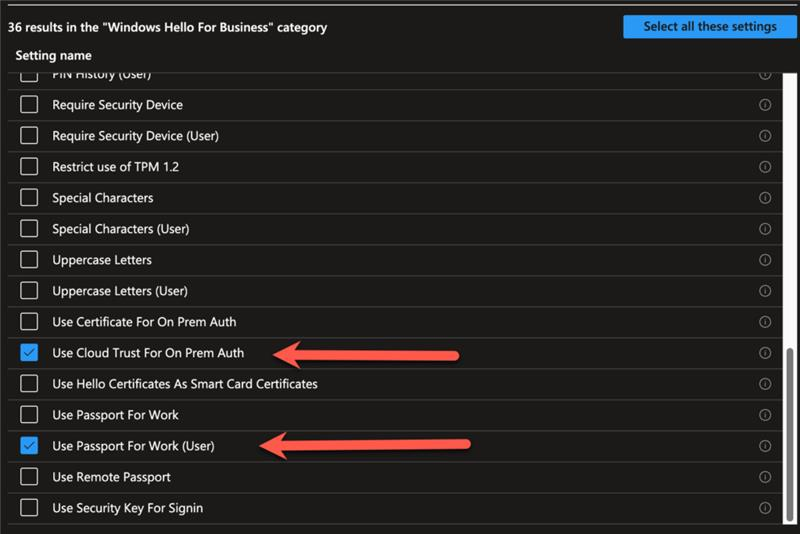 36 results in the "Windows Hello For Business" category
Select all these settings
Setting name
PIN History (User)
Require Security Device
Require Security Device (User)
Restrict use of TPM 1.2
Special Characters
Special Characters (User)
Uppercase Letters
Uppercase Letters (User)
Use Certificate For On Prem Auth
Use Cloud Trust For On Prem Auth
Use Hello Certificates As Smart Card Certificates
Use Passport For Work
Use Passport For Work (User)
Use Remote Passport
Use Security Key For Signin